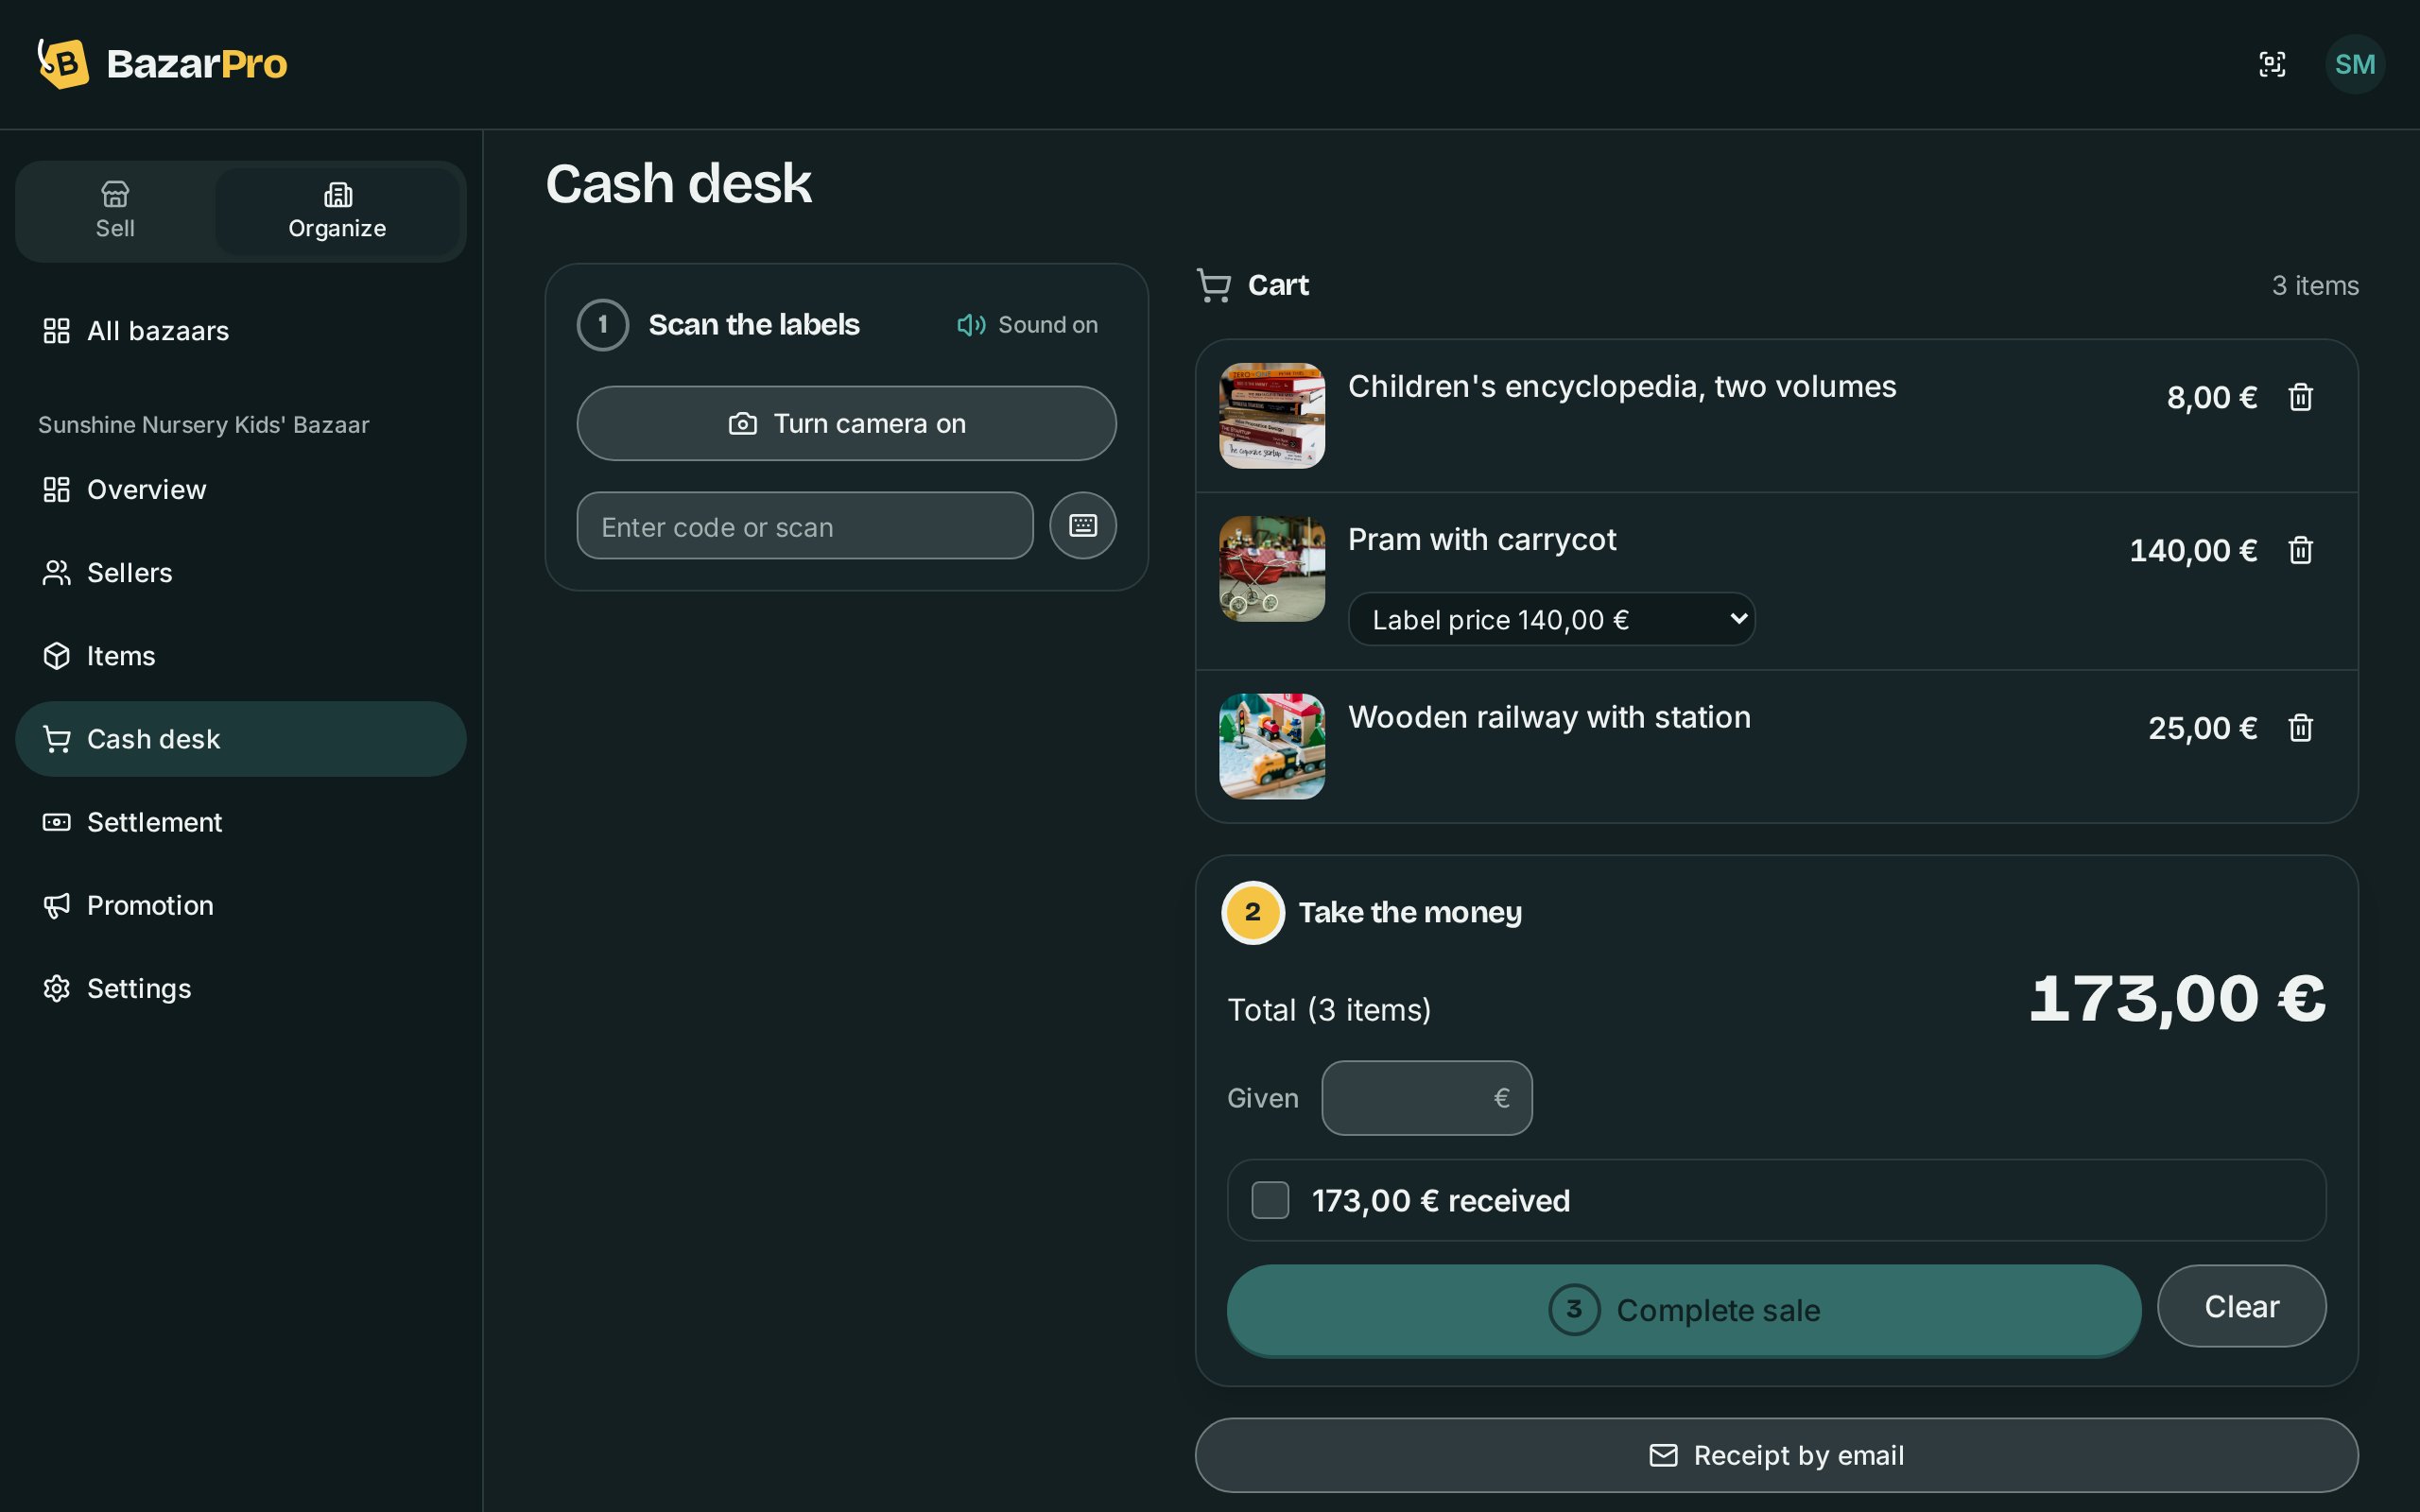 B
BazarPro
SM
Sell
Organize
All bazaars
Sunshine Nursery Kids' Bazaar
Overview
Sellers
Items
Cash desk
Settlement
Promotion
Settings
Cash desk
1
Scan the labels
Sound on
Turn camera on
Enter code or scan
Cart
3 items
Children's encyclopedia, two volumes
8,00 €
Pram with carrycot
140,00 €
Label price 140,00 €
Wooden railway with station
25,00 €
2
Take the money
Total (3 items)
173,00 €
Given
€
173,00 € received
3
Complete sale
Clear
Receipt by email